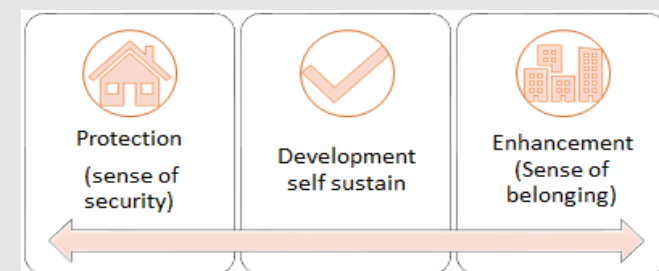 Protection
(sense of
security)
Development
self sustain
Enhancement
(Sense of
belonging)